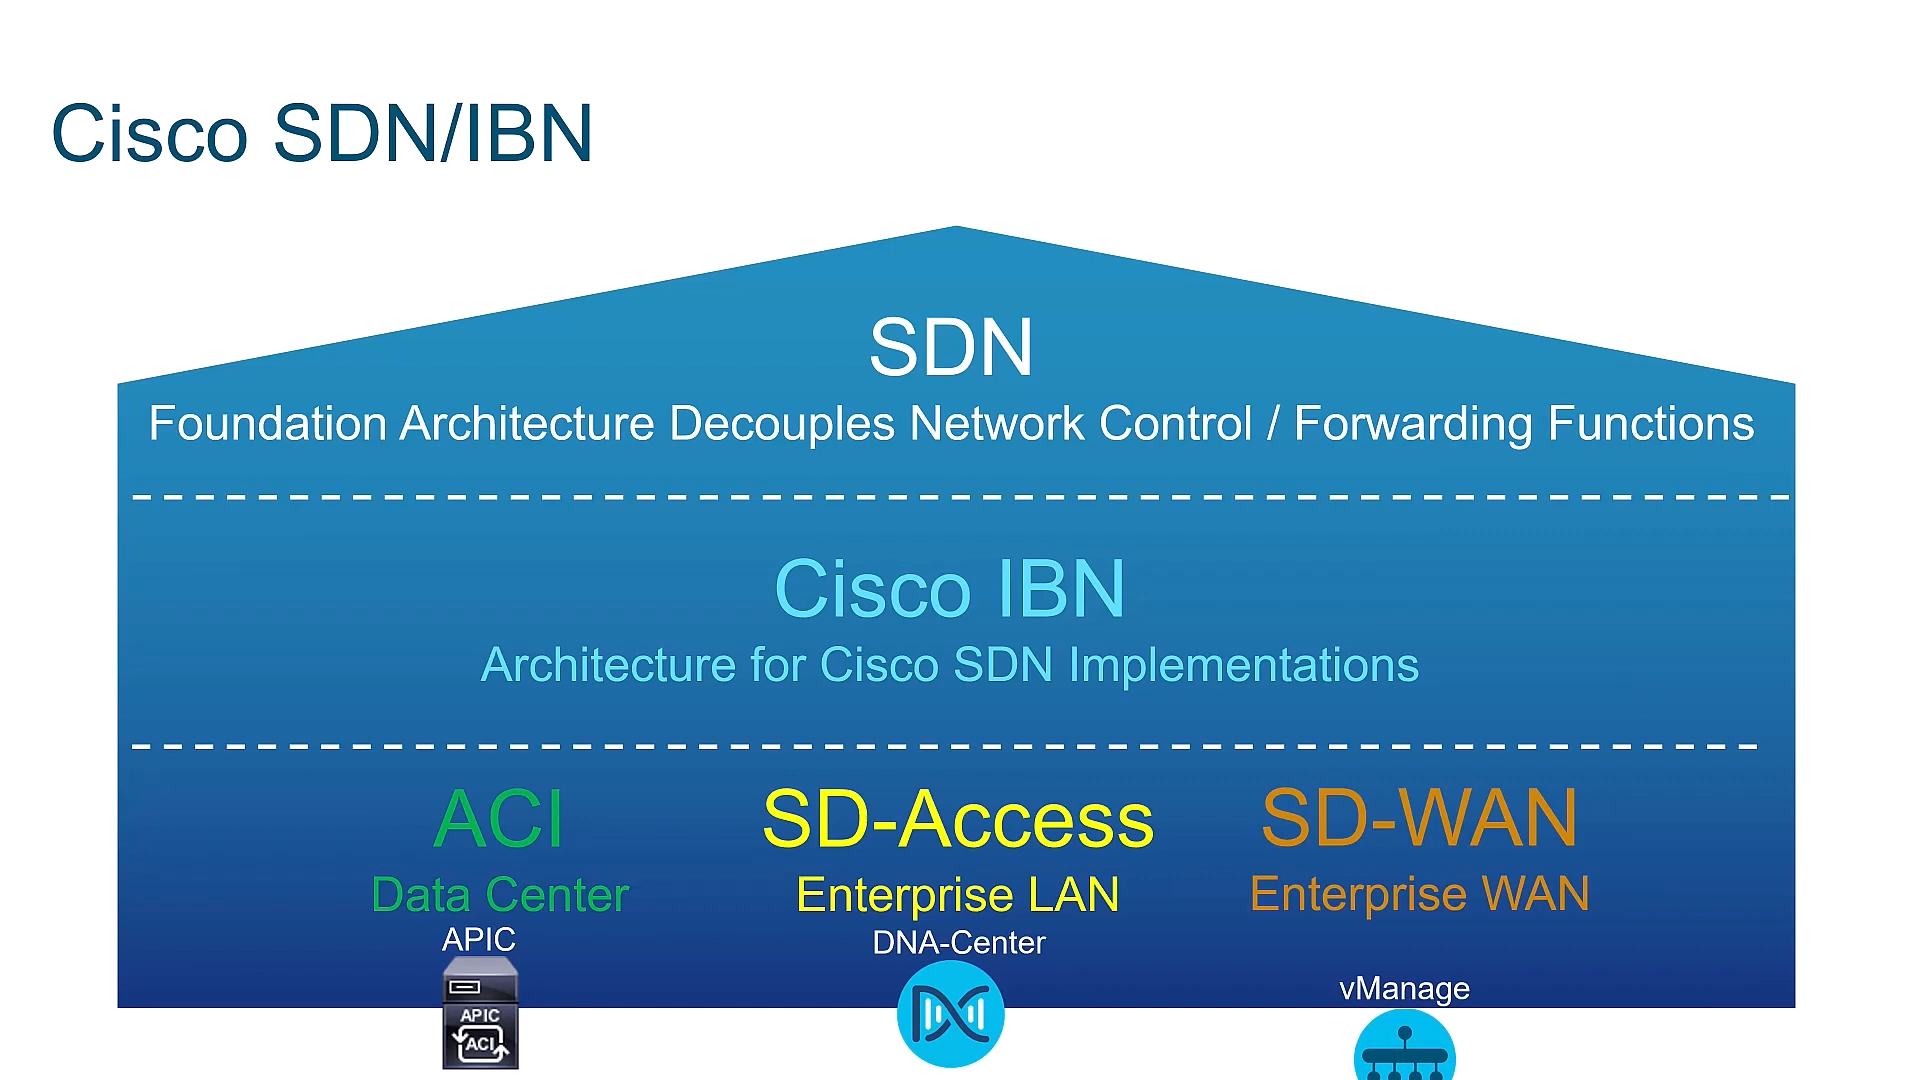 Cisco SDN/IBN
SDN
Foundation Architecture Decouples Network Control / Forwarding Functions
Cisco IBN
Architecture for Cisco SDN Implementations
ACI
Data Center
APIC
APIC
ACI
SD-Access
Enterprise LAN
DNA-Center
SD-WAN
Enterprise WAN
vManage